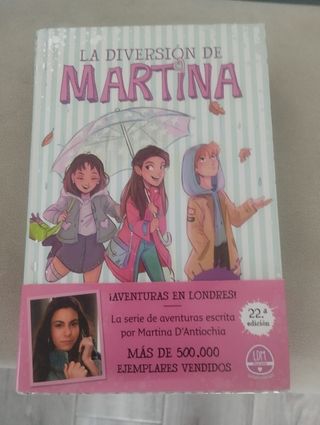 LA DIVERSIÓN DE
MARTINA
¡AVENTURAS EN LONDRES!
La serie de aventuras escrita
por Martina D'Antiochia
MÁS DE 500.000
EJEMPLARES VENDIDOS
22.ª
edición
LDM